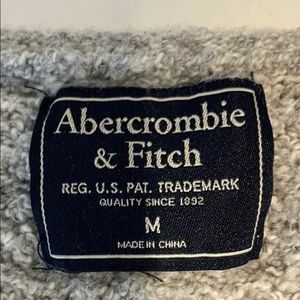 Abercrombie
& Fitch
REG. U.S. PAT. TRADEMARK
QUALITY SINCE 1892
M
MADE IN CHINA